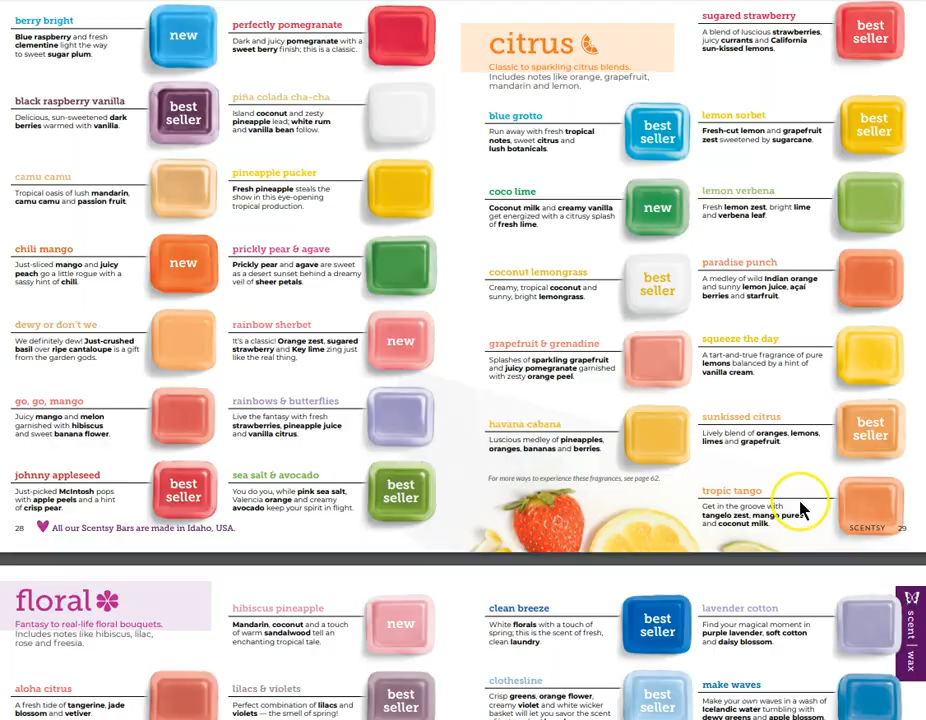 berry bright
Blue raspberry and fresh
clementine light the way
to sweet sugar plum.
new
black raspberry vanilla
Delicious, sun-sweetened dark
berries warmed with vanilla.
best
seller
camu camu
Tropical oasis of lush mandarin,
camu camu and passion fruit.
chili mango
Just-sliced mango and juicy
peach go a little rogue with a
sassy hint of chili.
new
dewy or don't we
We definitely dew! Just-crushed
basil over ripe cantaloupe is a gift
from the garden gods.
go, go, mango
Juicy mango and melon
garnished with hibiscus
and sweet banana flower.
johnny appleseed
Just-picked McIntosh pops
with apple peels and a hint
of crisp pear.
best
seller
perfectly pomegranate
Dark and juicy pomegranate with a
sweet berry finish; this is a classic.
piña colada cha-cha
Island coconut and zesty
pineapple lead; white rum
and vanilla bean follow.
pineapple pucker
Fresh pineapple steals the
show in this eye-opening
tropical production.
prickly pear & agave
Prickly pear and agave are sweet
as a desert sunset behind a dreamy
veil of sheer petals.
rainbow sherbet
It's a classic! Orange zest, sugared
strawberry and Key lime zing just
like the real thing.
new
rainbows & butterflies
Live the fantasy with fresh
strawberries, pineapple juice
and vanilla citrus.
sea salt & avocado
You do you, while pink sea salt,
Valencia orange and creamy
avocado keep your spirit in flight.
best
seller
28 All our Scentsy Bars are made in Idaho, USA.
citrus
Classic to sparkling citrus blends.
Includes notes like orange, grapefruit,
mandarin and lemon.
blue grotto
Run away with fresh tropical
notes, sweet citrus and
lush botanicals.
best
seller
coco lime
Coconut milk and creamy vanilla
get energized with a citrusy splash
of fresh lime.
new
coconut lemongrass
Creamy, tropical coconut and
sunny, bright lemongrass.
best
seller
grapefruit & grenadine
Splashes of sparkling grapefruit
and juicy pomegranate garnished
with zesty orange peel.
havana cabana
Luscious medley of pineapples,
oranges, bananas and berries.
For more ways to experience these fragrances, see page 62.
sugared strawberry
A blend of luscious strawberries,
juicy currants and California
sun-kissed lemons.
best
seller
lemon sorbet
Fresh-cut lemon and grapefruit
zest sweetened by sugarcane.
best
seller
lemon verbena
Fresh lemon zest, bright lime
and verbena leaf.
paradise punch
A medley of wild Indian orange
and sunny lemon juice, açaí
berries and starfruit.
squeeze the day
A tart-and-true fragrance of pure
lemons balanced by a hint of
vanilla cream.
sunkissed citrus
Lively blend of oranges, lemons,
limes and grapefruit.
best
seller
tropic tango
Get in the groove with
tangelo zest, mango puree
and coconut milk.
SCENTSY 29
floral
Fantasy to real-life floral bouquets.
Includes notes like hibiscus, lilac,
rose and freesia.
aloha citrus
A fresh tide of tangerine, jade
blossom and vetiver.
hibiscus pineapple
Mandarin, coconut and a touch
of warm sandalwood tell an
enchanting tropical tale.
new
lilacs & violets
Perfect combination of lilacs and
violets — the smell of spring!
best
seller
clean breeze
White florals with a touch of
spring; this is the scent of fresh,
clean laundry.
best
seller
clothesline
Crisp greens, orange flower,
creamy violet and white wicker
basket will let you savor the scent
best
seller
lavender cotton
Find your magical moment in
purple lavender, soft cotton
and daisy blossom.
make waves
Make your own waves in a wash of
Icelandic water tumbling with
dewy greens and apple blossom.
scent | wax